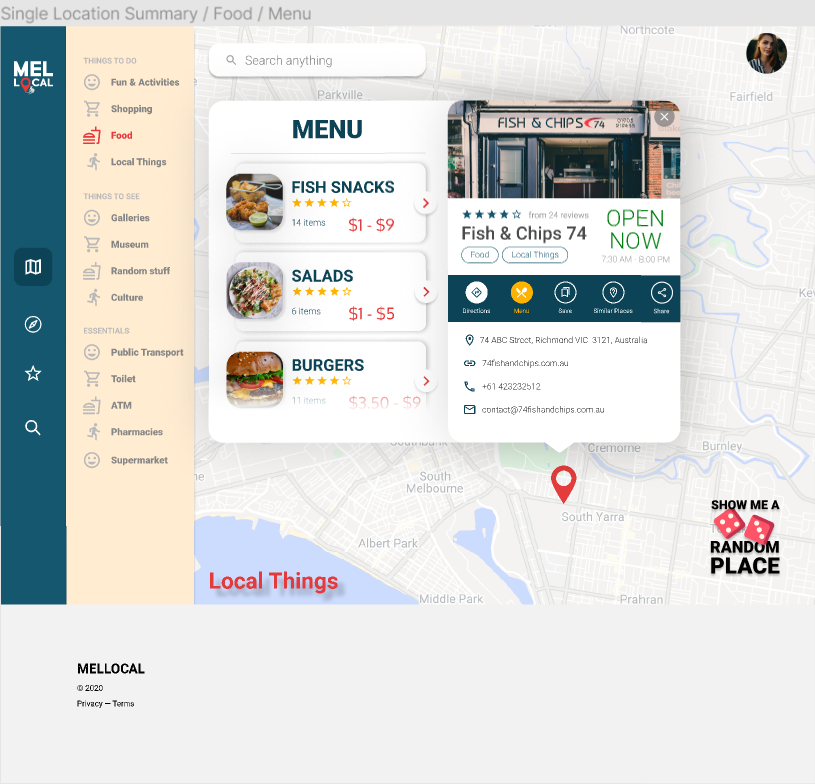 Single Location Summary / Food / Menu
MEL
LOCAL
THINGS TO DO
Fun & Activities
Shopping
Food
Local Things
THINGS TO SEE
Galleries
Museum
Random stuff
Culture
ESSENTIALS
Public Transport
Toilet
ATM
Pharmacies
Supermarket
Search anything
Northcote
Parkville
Fairfield
MENU
FISH SNACKS
14 items
$1 - $9
SALADS
6 items
$1 - $5
BURGERS
11 items
$3.50 - $9
FISH & CHIPS 74
from 24 reviews
Fish & Chips 74
Food
Local Things
OPEN
NOW
7:30 AM - 8:00 PM
Directions
Menu
Save
Similar Places
Share
74 ABC Street, Richmond VIC 3121, Australia
74fishandchips.com.au
+61 423232512
contact@74fishandchips.com.au
Southbank
Cremorne
Burnley
South
Melbourne
South Yarra
Albert Park
Middle Park
Prahran
Local Things
SHOW ME A
RANDOM
PLACE
MELLOCAL
© 2020
Privacy — Terms